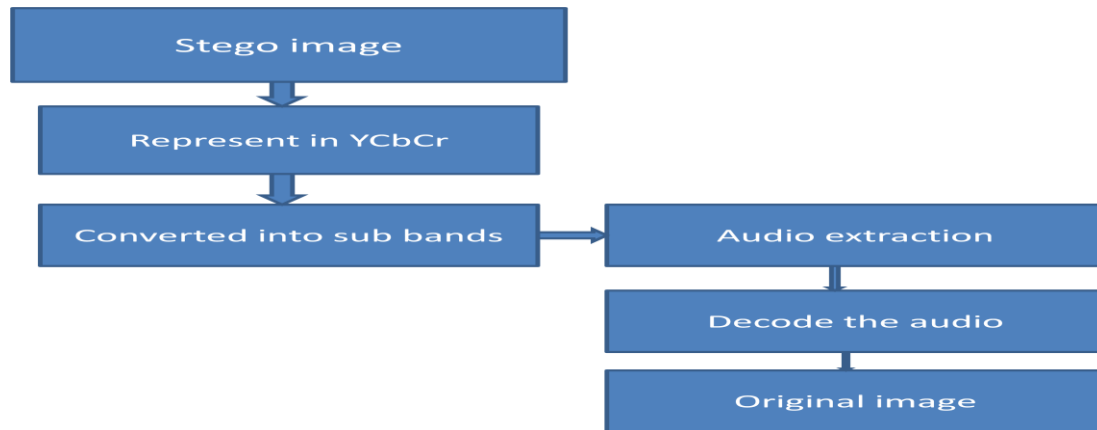 Stego image
Represent in YCbCr
Converted into sub bands
Audio extraction
Decode the audio
Original image